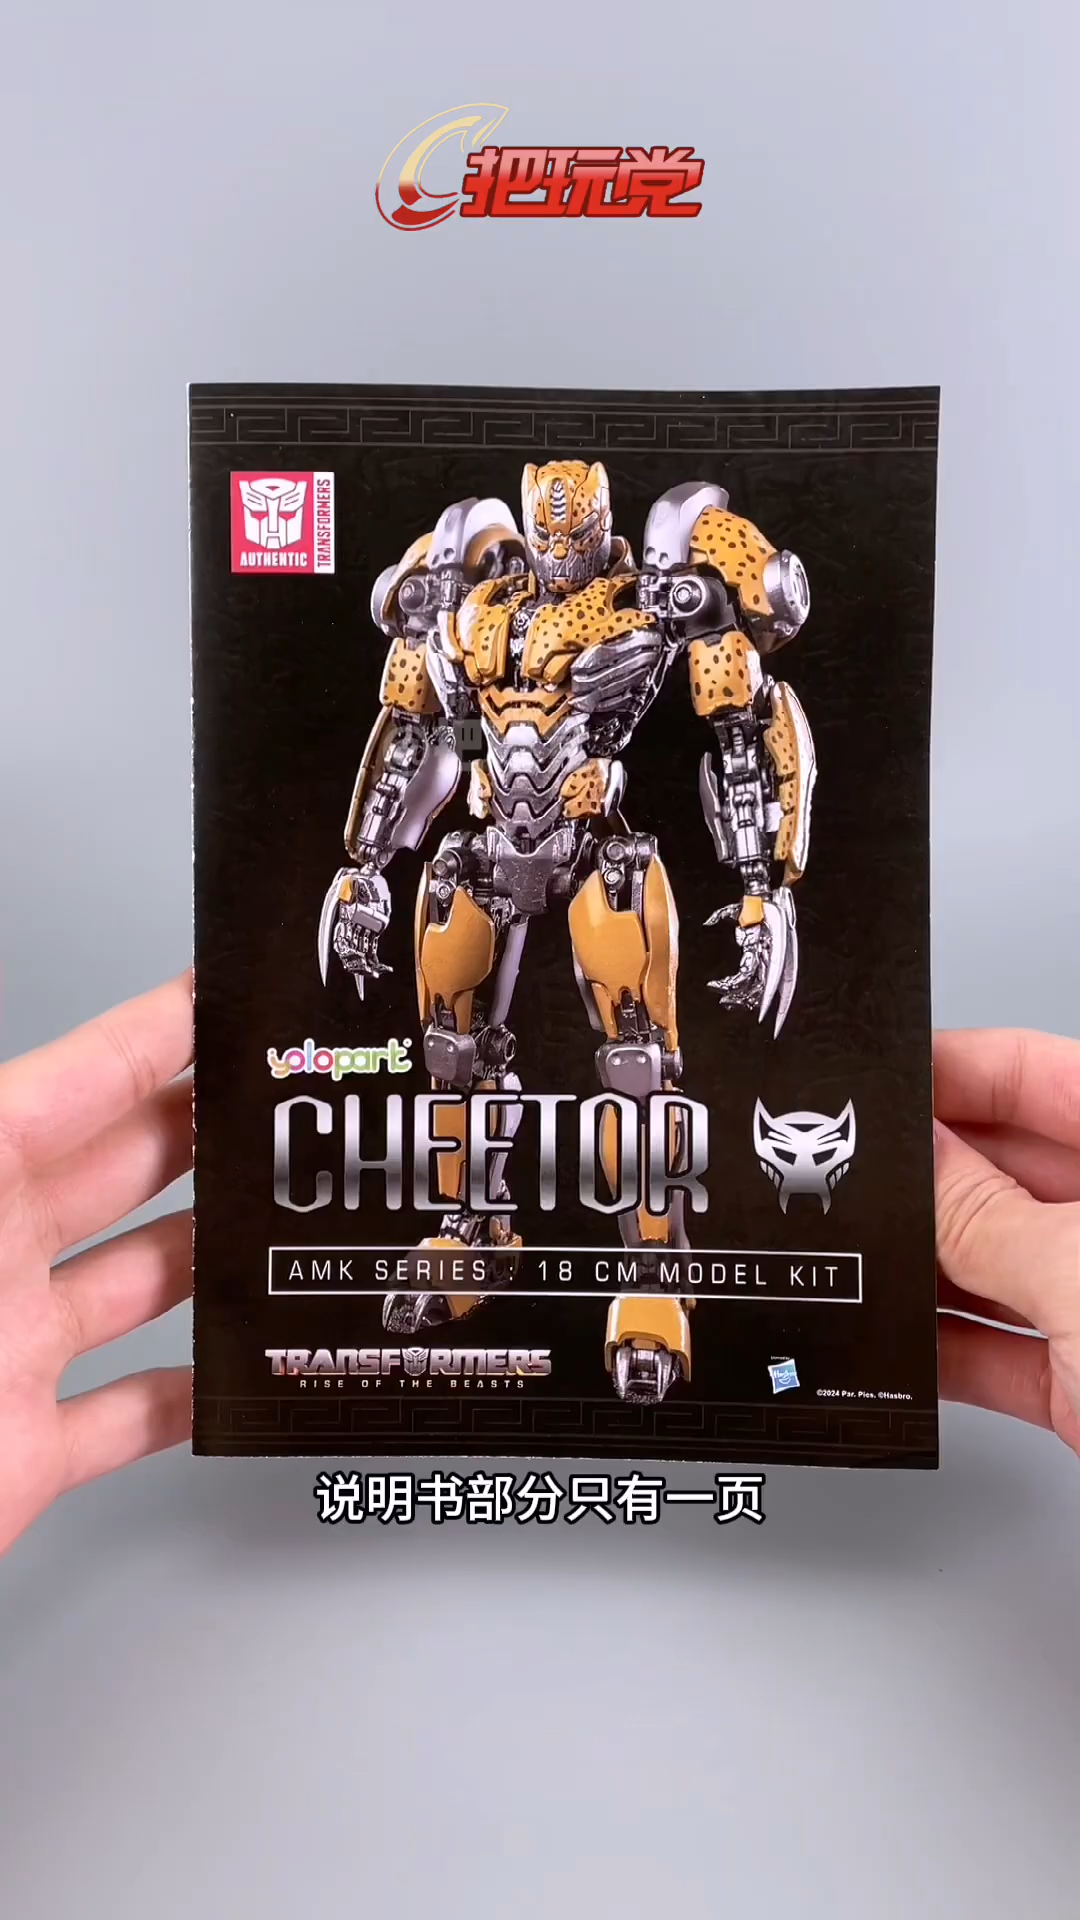 把玩党
AUTHENTIC
TRANSFORMERS
yolopark
CHEETOR
AMK SERIES : 18 CM MODEL KIT
TRANSFORMERS
RISE OF THE BEASTS
Hasbro
©2024 Par. Pics. ©Hasbro.
说明书部分只有一页